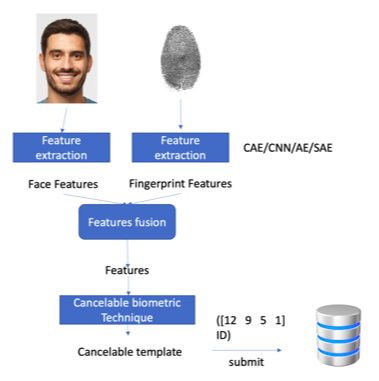 Feature
extraction
Feature
extraction
CAE/CNN/AE/SAE
Face Features
Fingerprint Features
Features fusion
Features
Cancelable biometric
Technique
([12 9 5 1]
ID)
Cancelable template
submit